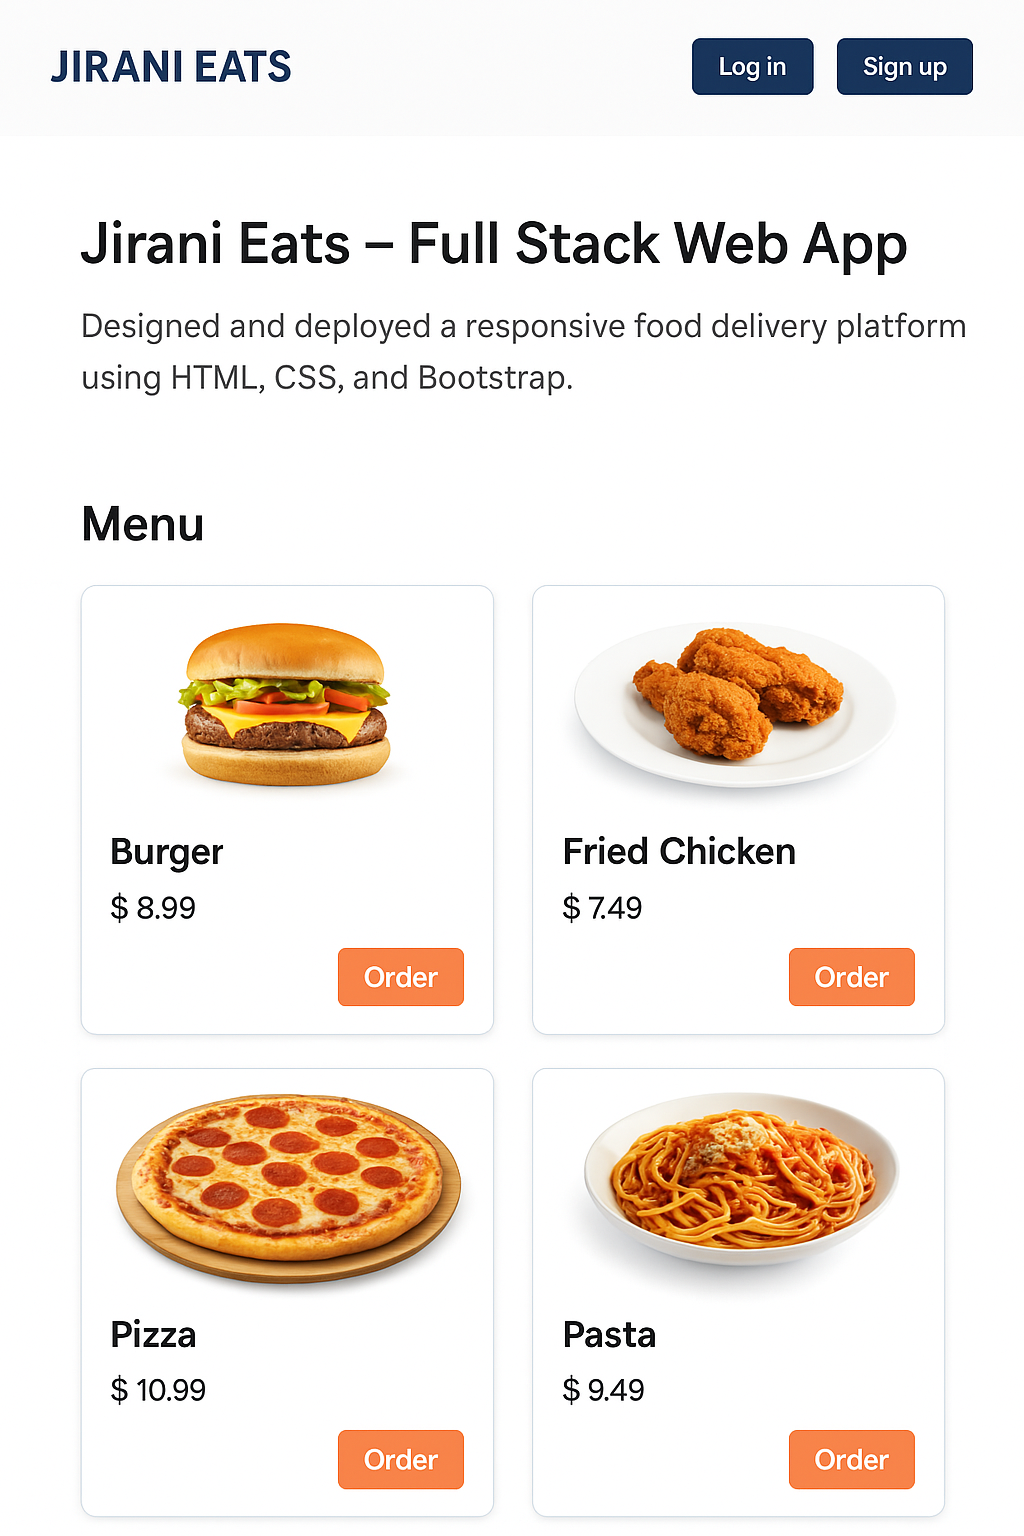 JIRANI EATS
Log in
Sign up
Jirani Eats – Full Stack Web App
Designed and deployed a responsive food delivery platform
using HTML, CSS, and Bootstrap.
Menu
Burger
$ 8.99
Order
Fried Chicken
$ 7.49
Order
Pizza
$ 10.99
Order
Pasta
$ 9.49
Order